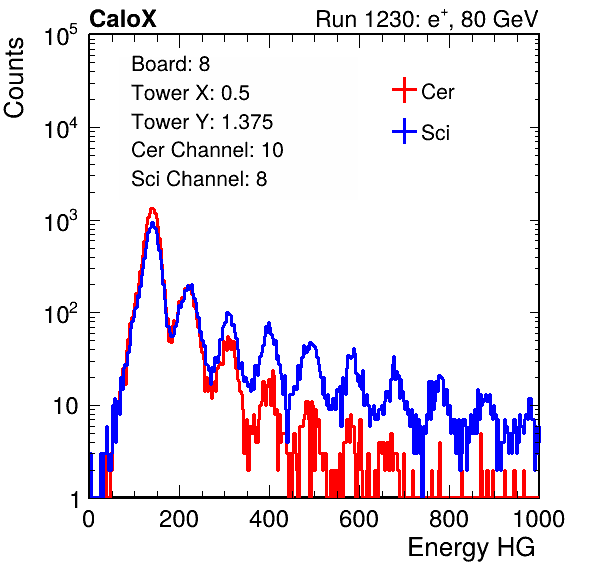 CaloX Run 1230: e⁺, 80 GeV
Counts
10⁵
10⁴
10³
10²
10
1
Board: 8
Tower X: 0.5
Tower Y: 1.375
Cer Channel: 10
Sci Channel: 8
Cer
Sci
0 200 400 600 800 1000
Energy HG